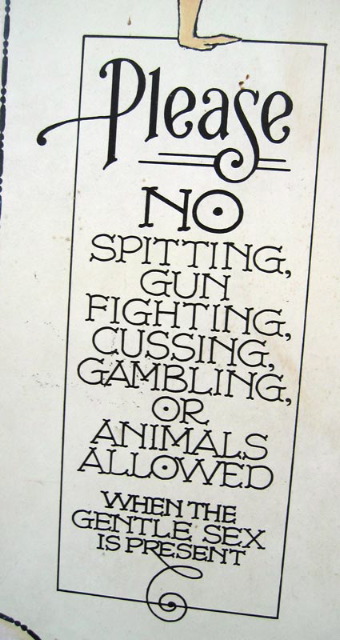 Please
NO
SPITTING,
GUN
FIGHTING,
CUSSING,
GAMBLING,
OR
ANIMALS
ALLOWED
WHEN THE
GENTLE SEX
IS PRESENT